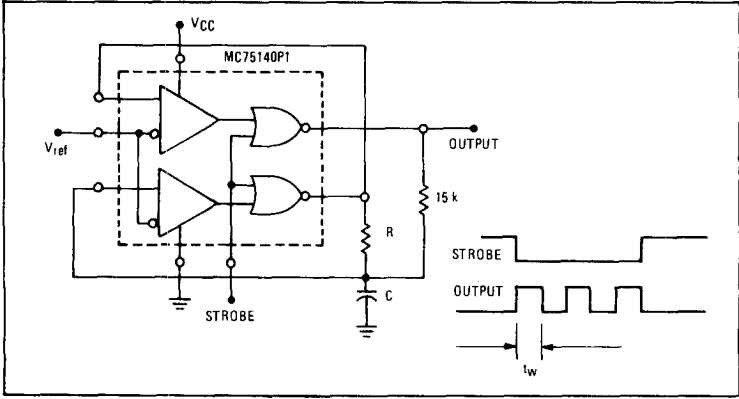 VCC
MC75140P1
Vref
OUTPUT
15 k
R
C
STROBE
STROBE
OUTPUT
tw